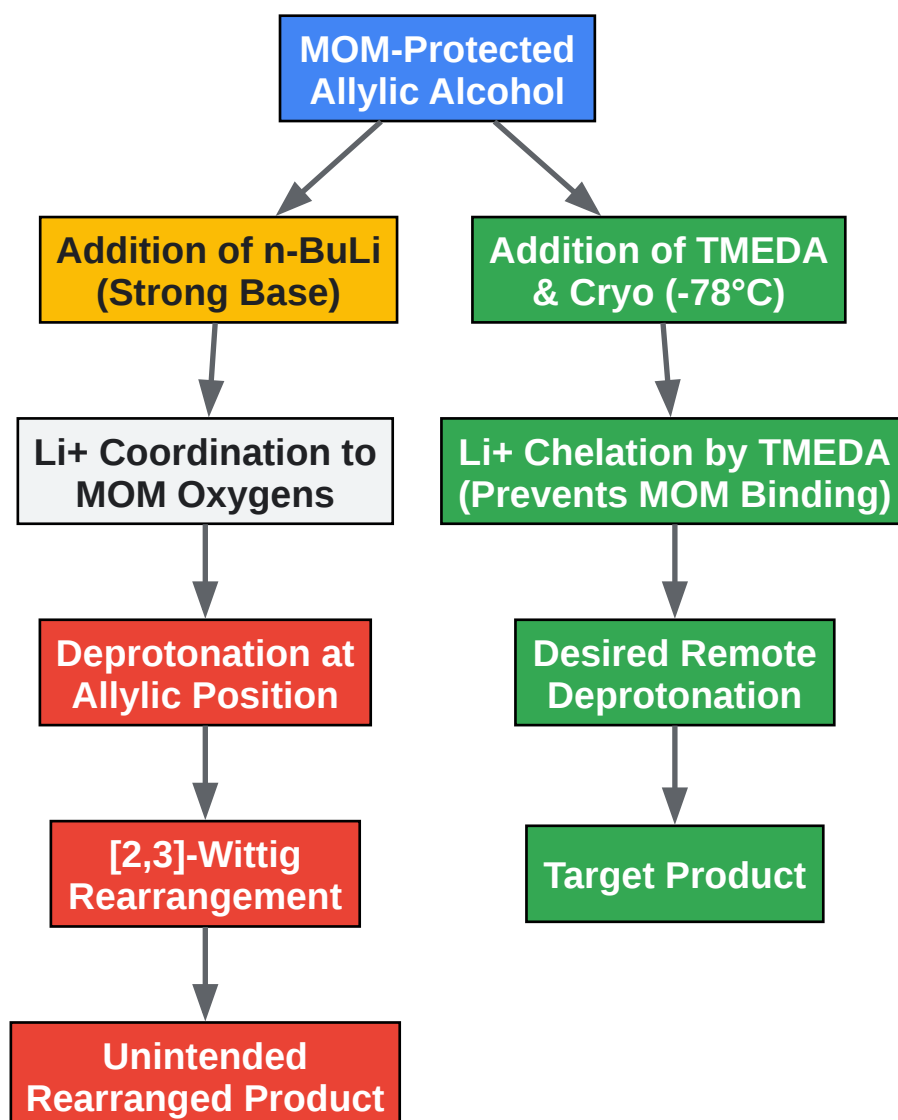 MOM-Protected
Allylic Alcohol
Addition of n-BuLi
(Strong Base)
Addition of TMEDA
& Cryo (-78°C)
Li+ Coordination to
MOM Oxygens
Li+ Chelation by TMEDA
(Prevents MOM Binding)
Deprotonation at
Allylic Position
Desired Remote
Deprotonation
[2,3]-Wittig
Rearrangement
Target Product
Unintended
Rearranged Product